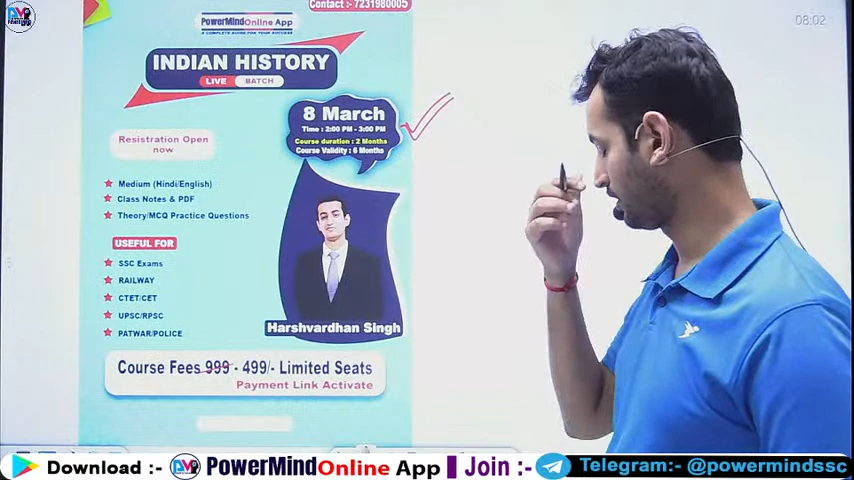 Contact :- 7231980005
08:02
PowerMindOnline App
A COMPLETE GUIDE FOR YOUR SUCCESS
INDIAN HISTORY
LIVE BATCH
8 March
Time : 2:00 PM - 3:00 PM
Course duration : 2 Months
Course Validity : 6 Months
Resistration Open
now
Medium (Hindi/English)
Class Notes & PDF
Theory/MCQ Practice Questions
USEFUL FOR
SSC Exams
RAILWAY
CTET/CET
UPSC/RPSC
PATWAR/POLICE
Harshvardhan Singh
Course Fees 999 - 499/- Limited Seats
Payment Link Activate
Download :- PowerMindOnline App Join :- Telegram:- @powermindssc